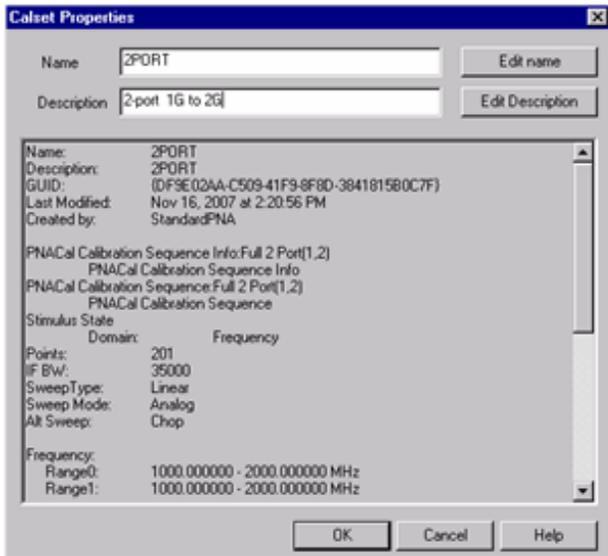 Calset Properties
Name 2PORT Edit name
Description 2-port 1G to 2G Edit Description
Name: 2PORT
Description: 2PORT
GUID: {DF9E02AA-C509-41F9-8F8D-3841815B0C7F}
Last Modified: Nov 16, 2007 at 2:20:56 PM
Created by: StandardPNA
PNACal Calibration Sequence Info:Full 2 Port(1,2)
PNACal Calibration Sequence Info
PNACal Calibration Sequence:Full 2 Port(1,2)
PNACal Calibration Sequence
Stimulus State
Domain: Frequency
Points: 201
IF BW: 35000
SweepType: Linear
Sweep Mode: Analog
Alt Sweep: Chop
Frequency:
Range0: 1000.000000 - 2000.000000 MHz
Range1: 1000.000000 - 2000.000000 MHz
OK Cancel Help